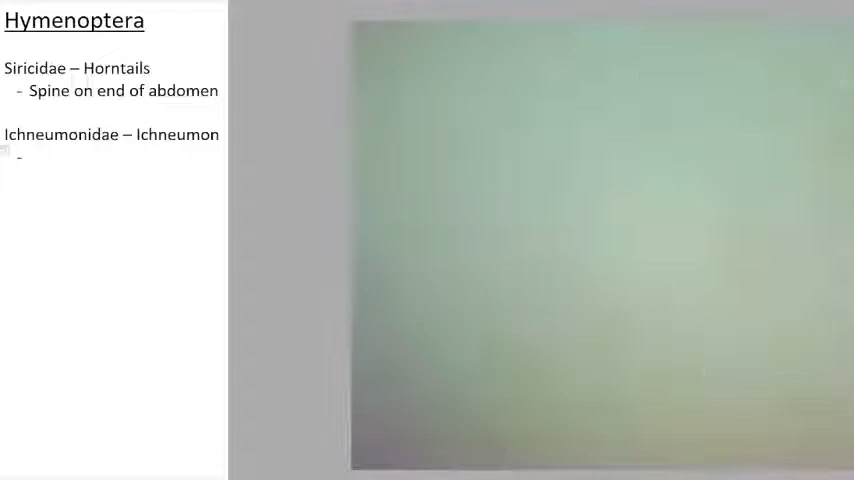 Hymenoptera
Siricidae – Horntails
- Spine on end of abdomen
Ichneumonidae – Ichneumon
-